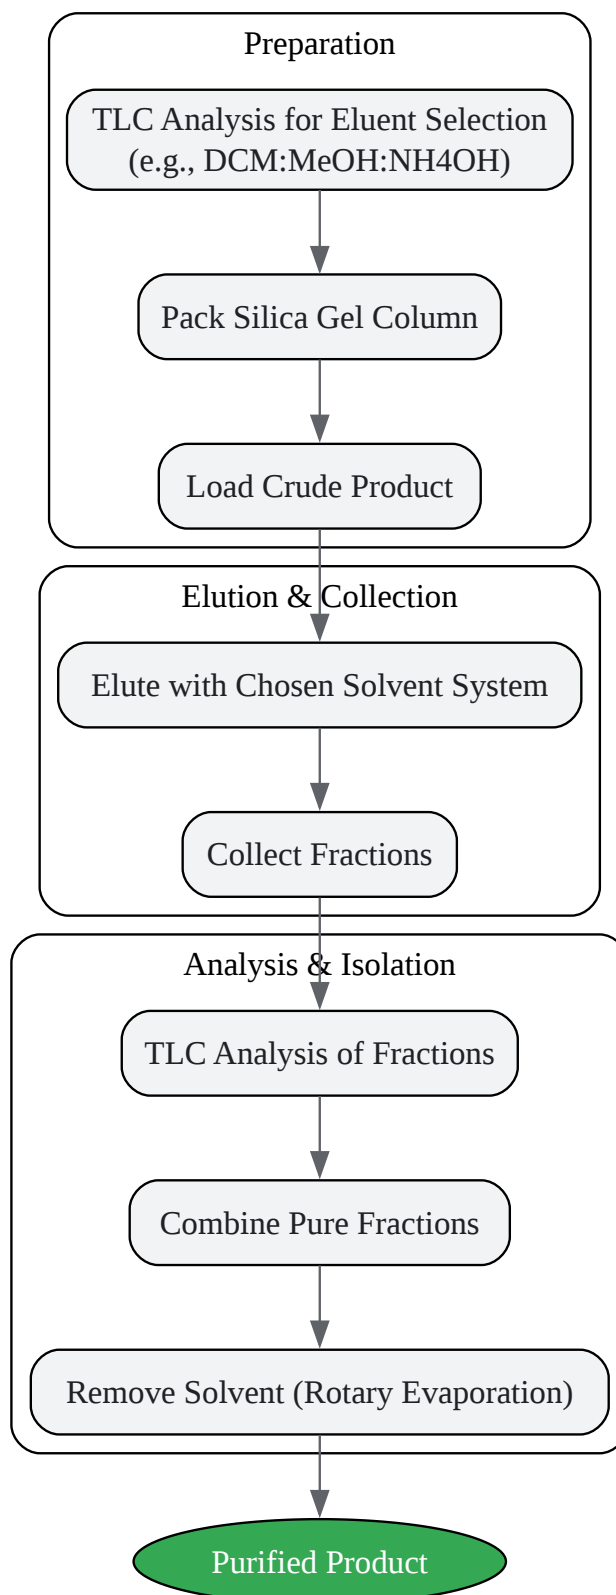 Preparation
TLC Analysis for Eluent Selection
(e.g., DCM:MeOH:NH4OH)
Pack Silica Gel Column
Load Crude Product
Elution & Collection
Elute with Chosen Solvent System
Collect Fractions
Analysis & Isolation
TLC Analysis of Fractions
Combine Pure Fractions
Remove Solvent (Rotary Evaporation)
Purified Product